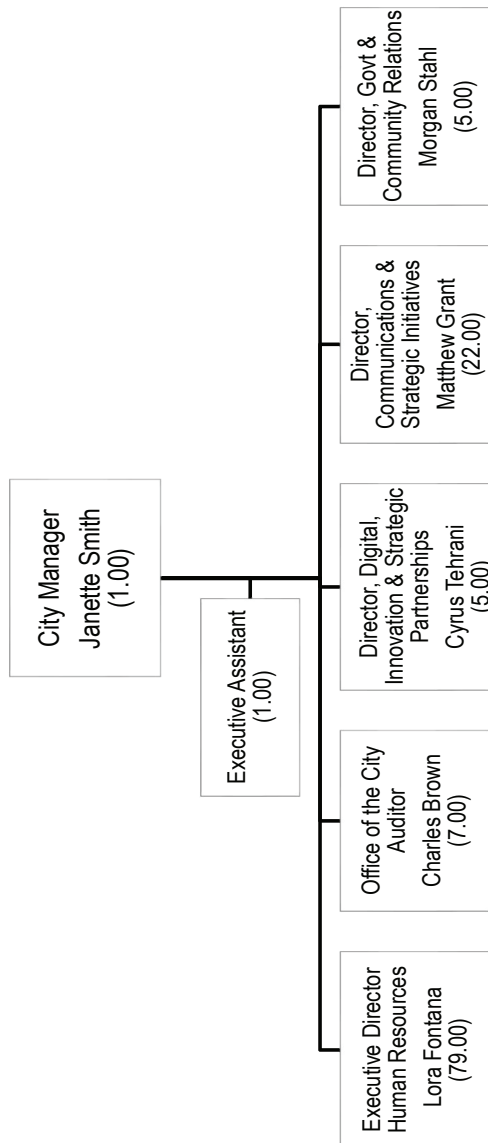 City Manager
Janette Smith
(1.00)
Executive Assistant
(1.00)
Executive Director
Human Resources
Lora Fontana
(79.00)
Office of the City
Auditor
Charles Brown
(7.00)
Director, Digital,
Innovation & Strategic
Partnerships
Cyrus Tehrani
(5.00)
Director,
Communications &
Strategic Initiatives
Matthew Grant
(22.00)
Director, Govt &
Community Relations
Morgan Stahl
(5.00)